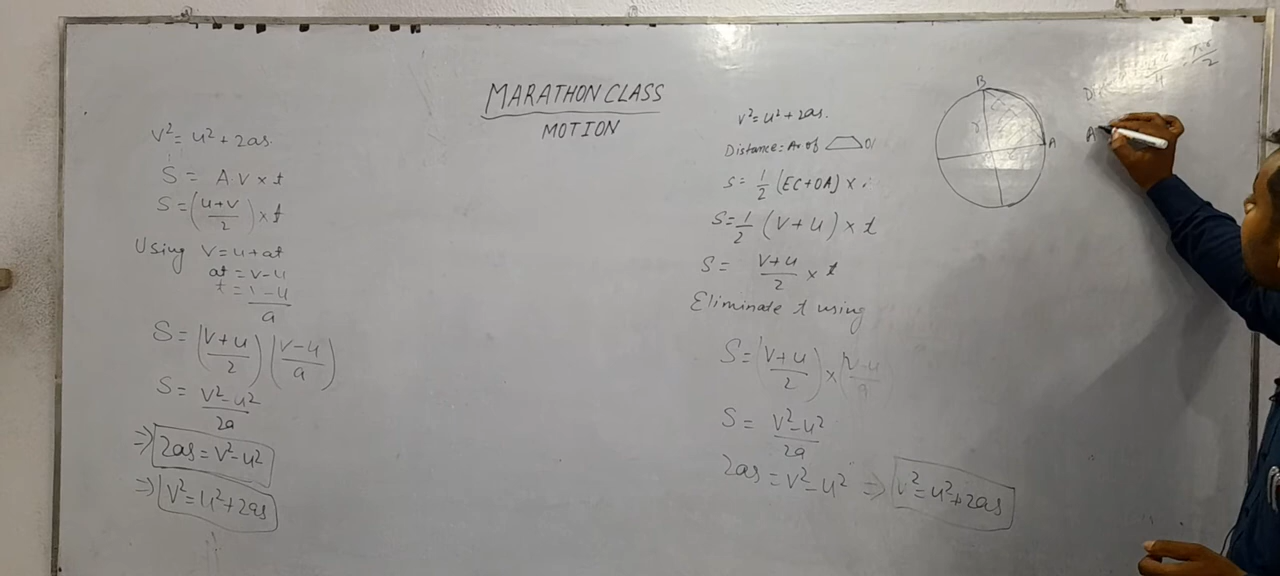 MARATHON CLASS
MOTION
V² = u² + 2as.
S = A.V × t
S = (u+v/2) × t
Using v = u + at
at = v - u
t = v - u / a
S = (v+u/2) (v-u/a)
S = v² - u² / 2a
⇒ 2as = v² - u²
⇒ v² = u² + 2as
v² = u² + 2as.
Distance = Ar of
S = 1/2 (EC + OA) ×
S = 1/2 (v + u) × t
S = v+u/2 × t
Eliminate t using
S = (v+u/2) × (v-u/a)
S = v² - u² / 2a
2as = v² - u² ⇒ v² = u² + 2as
B
r
A
πr/2
A